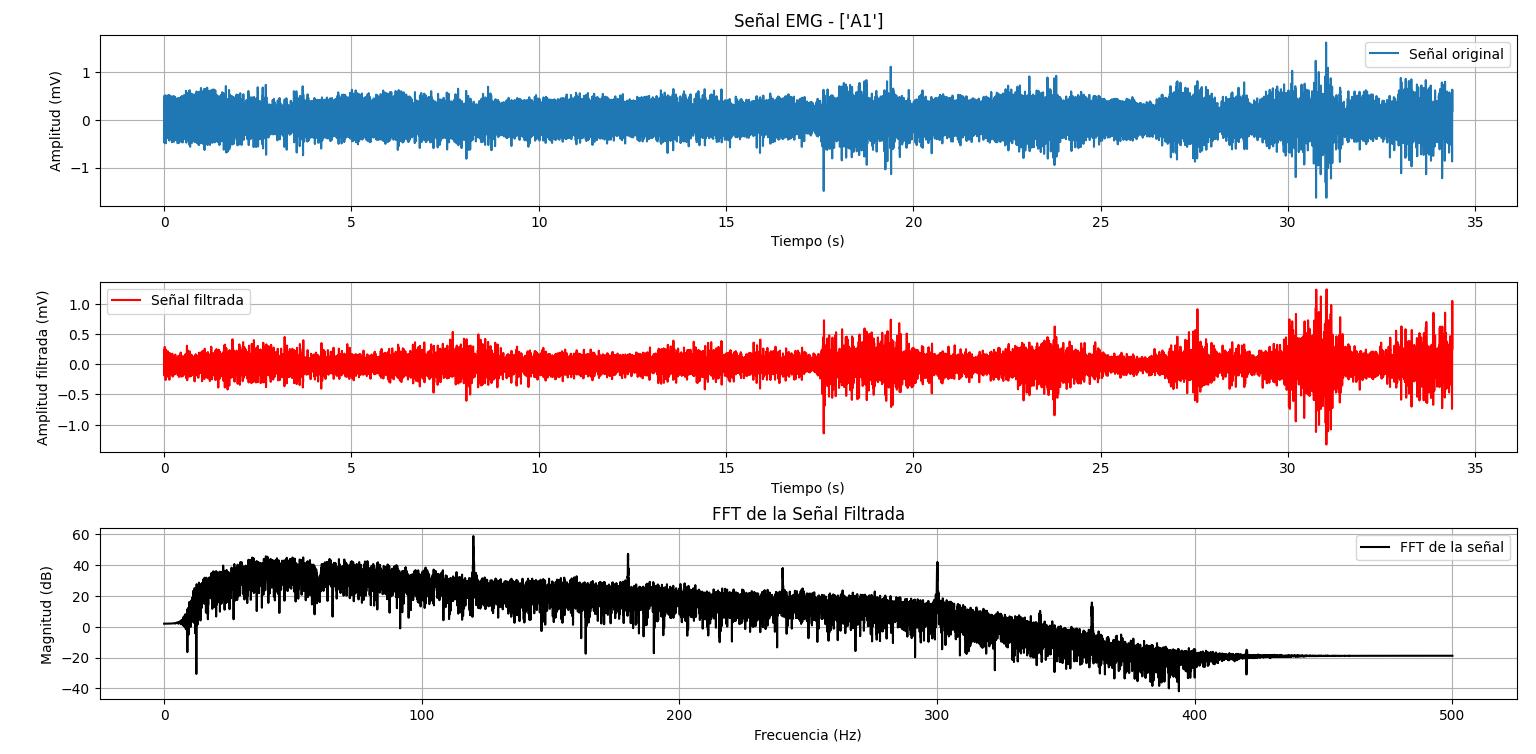 Señal EMG - ['A1']
Amplitud (mV)
1
0
−1
Señal original
0 5 10 15 20 25 30 35
Tiempo (s)
Amplitud filtrada (mV)
1.0
0.5
0.0
−0.5
−1.0
Señal filtrada
0 5 10 15 20 25 30 35
Tiempo (s)
FFT de la Señal Filtrada
Magnitud (dB)
60
40
20
0
−20
−40
FFT de la señal
0 100 200 300 400 500
Frecuencia (Hz)